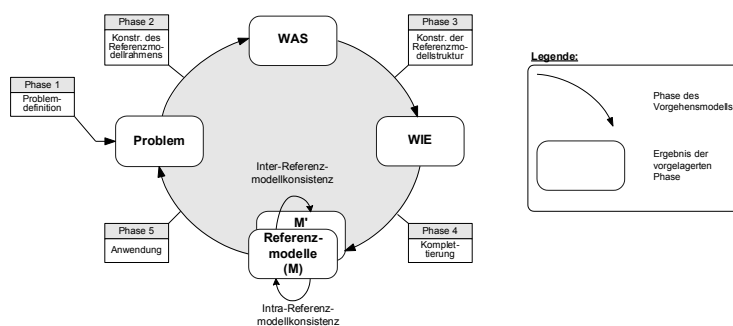 Phase 2
Konstr. des
Referenzmo-
dellrahmens
WAS
Phase 3
Konstr. der
Referenzmo-
dellstruktur
Legende:
Phase 1
Problem-
definition
Phase des
Vorgehensmodells
Problem
WIE
Ergebnis der
vorgelagerten
Phase
Inter-Referenz-
modellkonsistenz
Phase 5
Anwendung
M'
Referenz-
modelle
(M)
Phase 4
Komplet-
tierung
Intra-Referenz-
modellkonsistenz